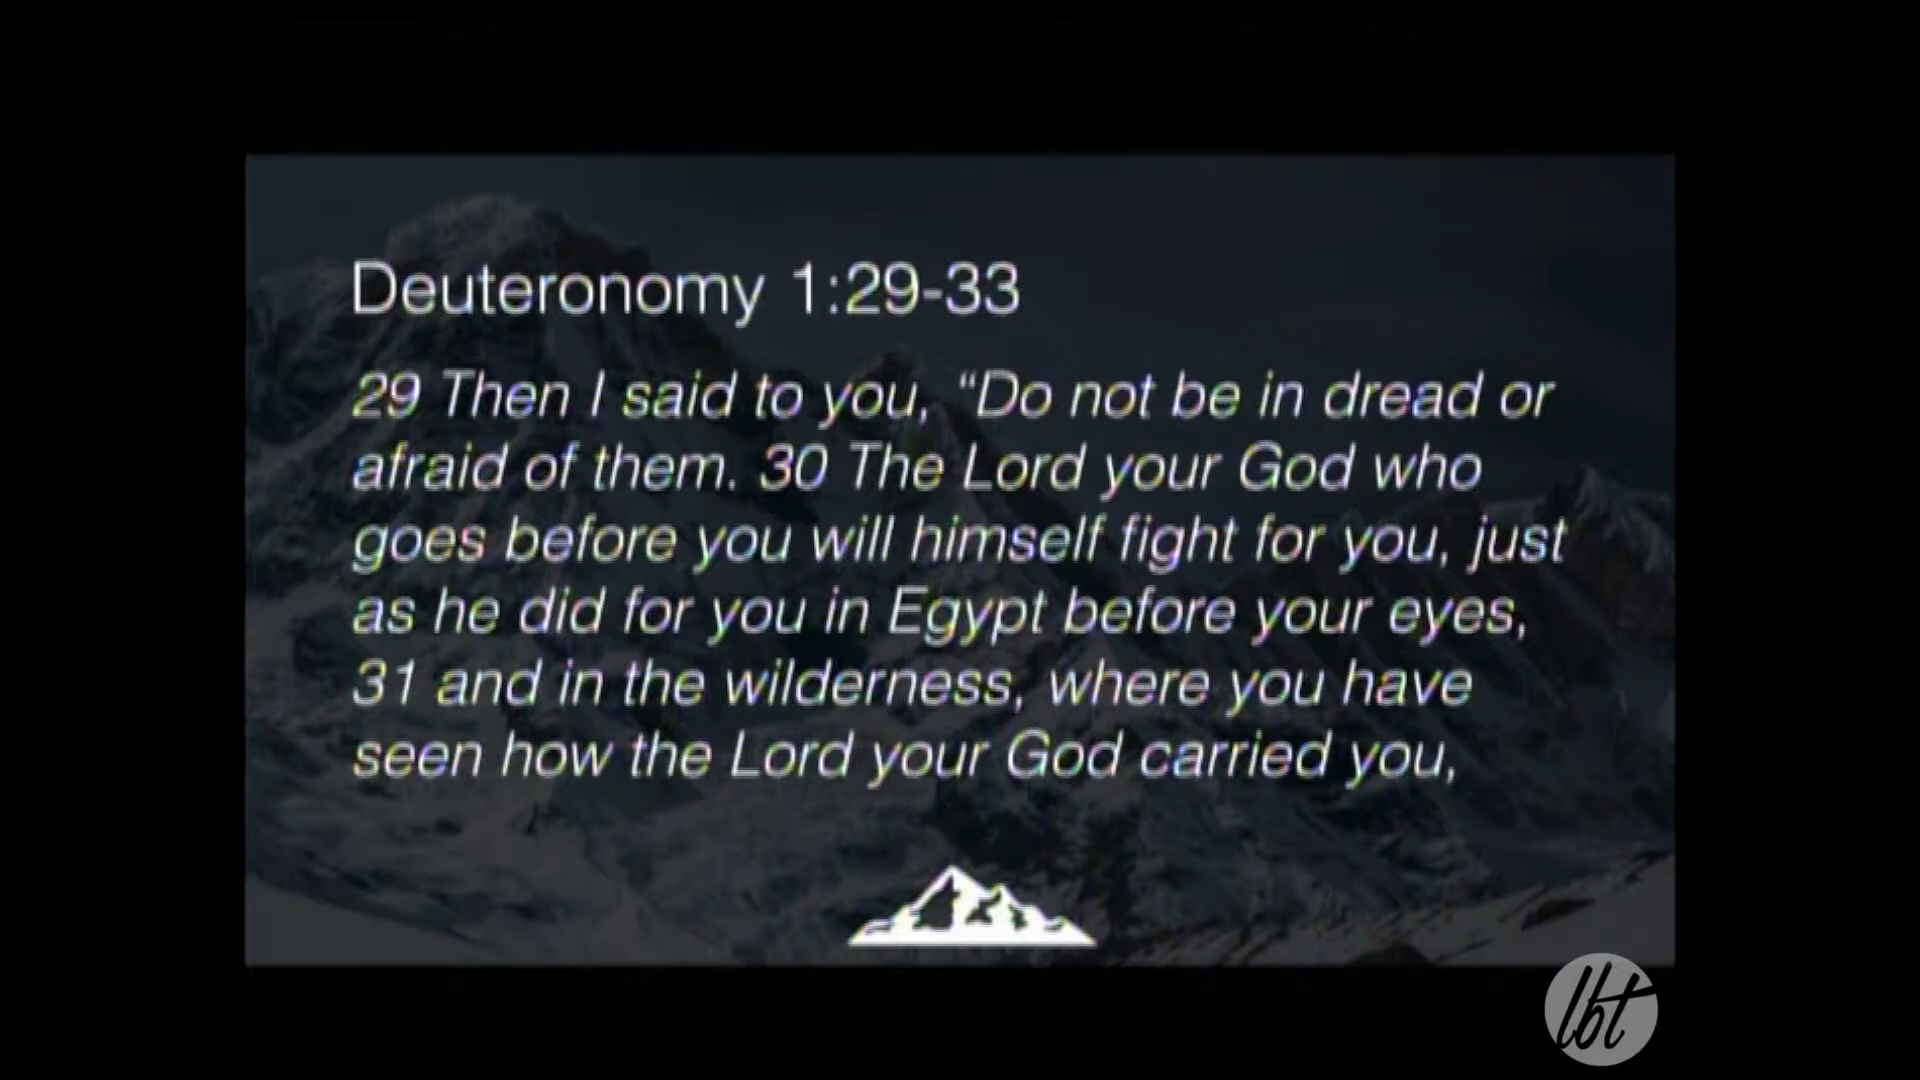 Deuteronomy 1:29-33
29 Then I said to you, “Do not be in dread or
afraid of them. 30 The Lord your God who
goes before you will himself fight for you, just
as he did for you in Egypt before your eyes,
31 and in the wilderness, where you have
seen how the Lord your God carried you,
lbt